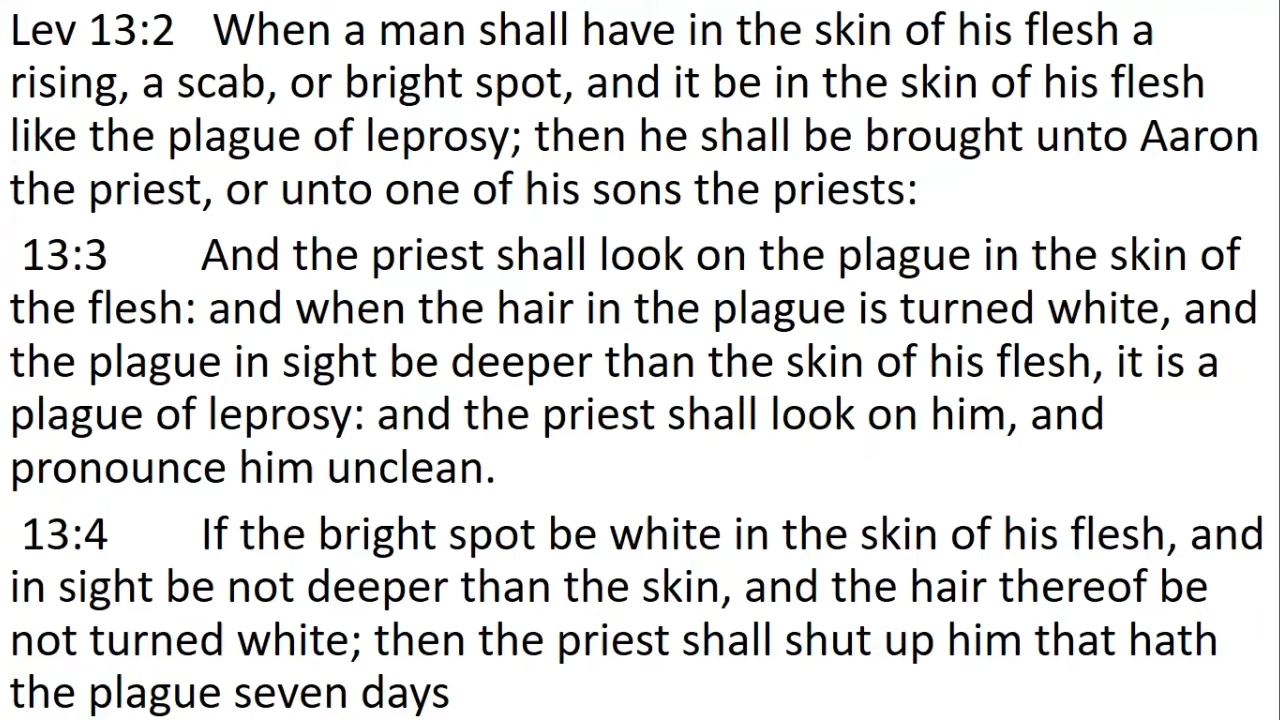 Lev 13:2 When a man shall have in the skin of his flesh a
rising, a scab, or bright spot, and it be in the skin of his flesh
like the plague of leprosy; then he shall be brought unto Aaron
the priest, or unto one of his sons the priests:
13:3 And the priest shall look on the plague in the skin of
the flesh: and when the hair in the plague is turned white, and
the plague in sight be deeper than the skin of his flesh, it is a
plague of leprosy: and the priest shall look on him, and
pronounce him unclean.
13:4 If the bright spot be white in the skin of his flesh, and
in sight be not deeper than the skin, and the hair thereof be
not turned white; then the priest shall shut up him that hath
the plague seven days